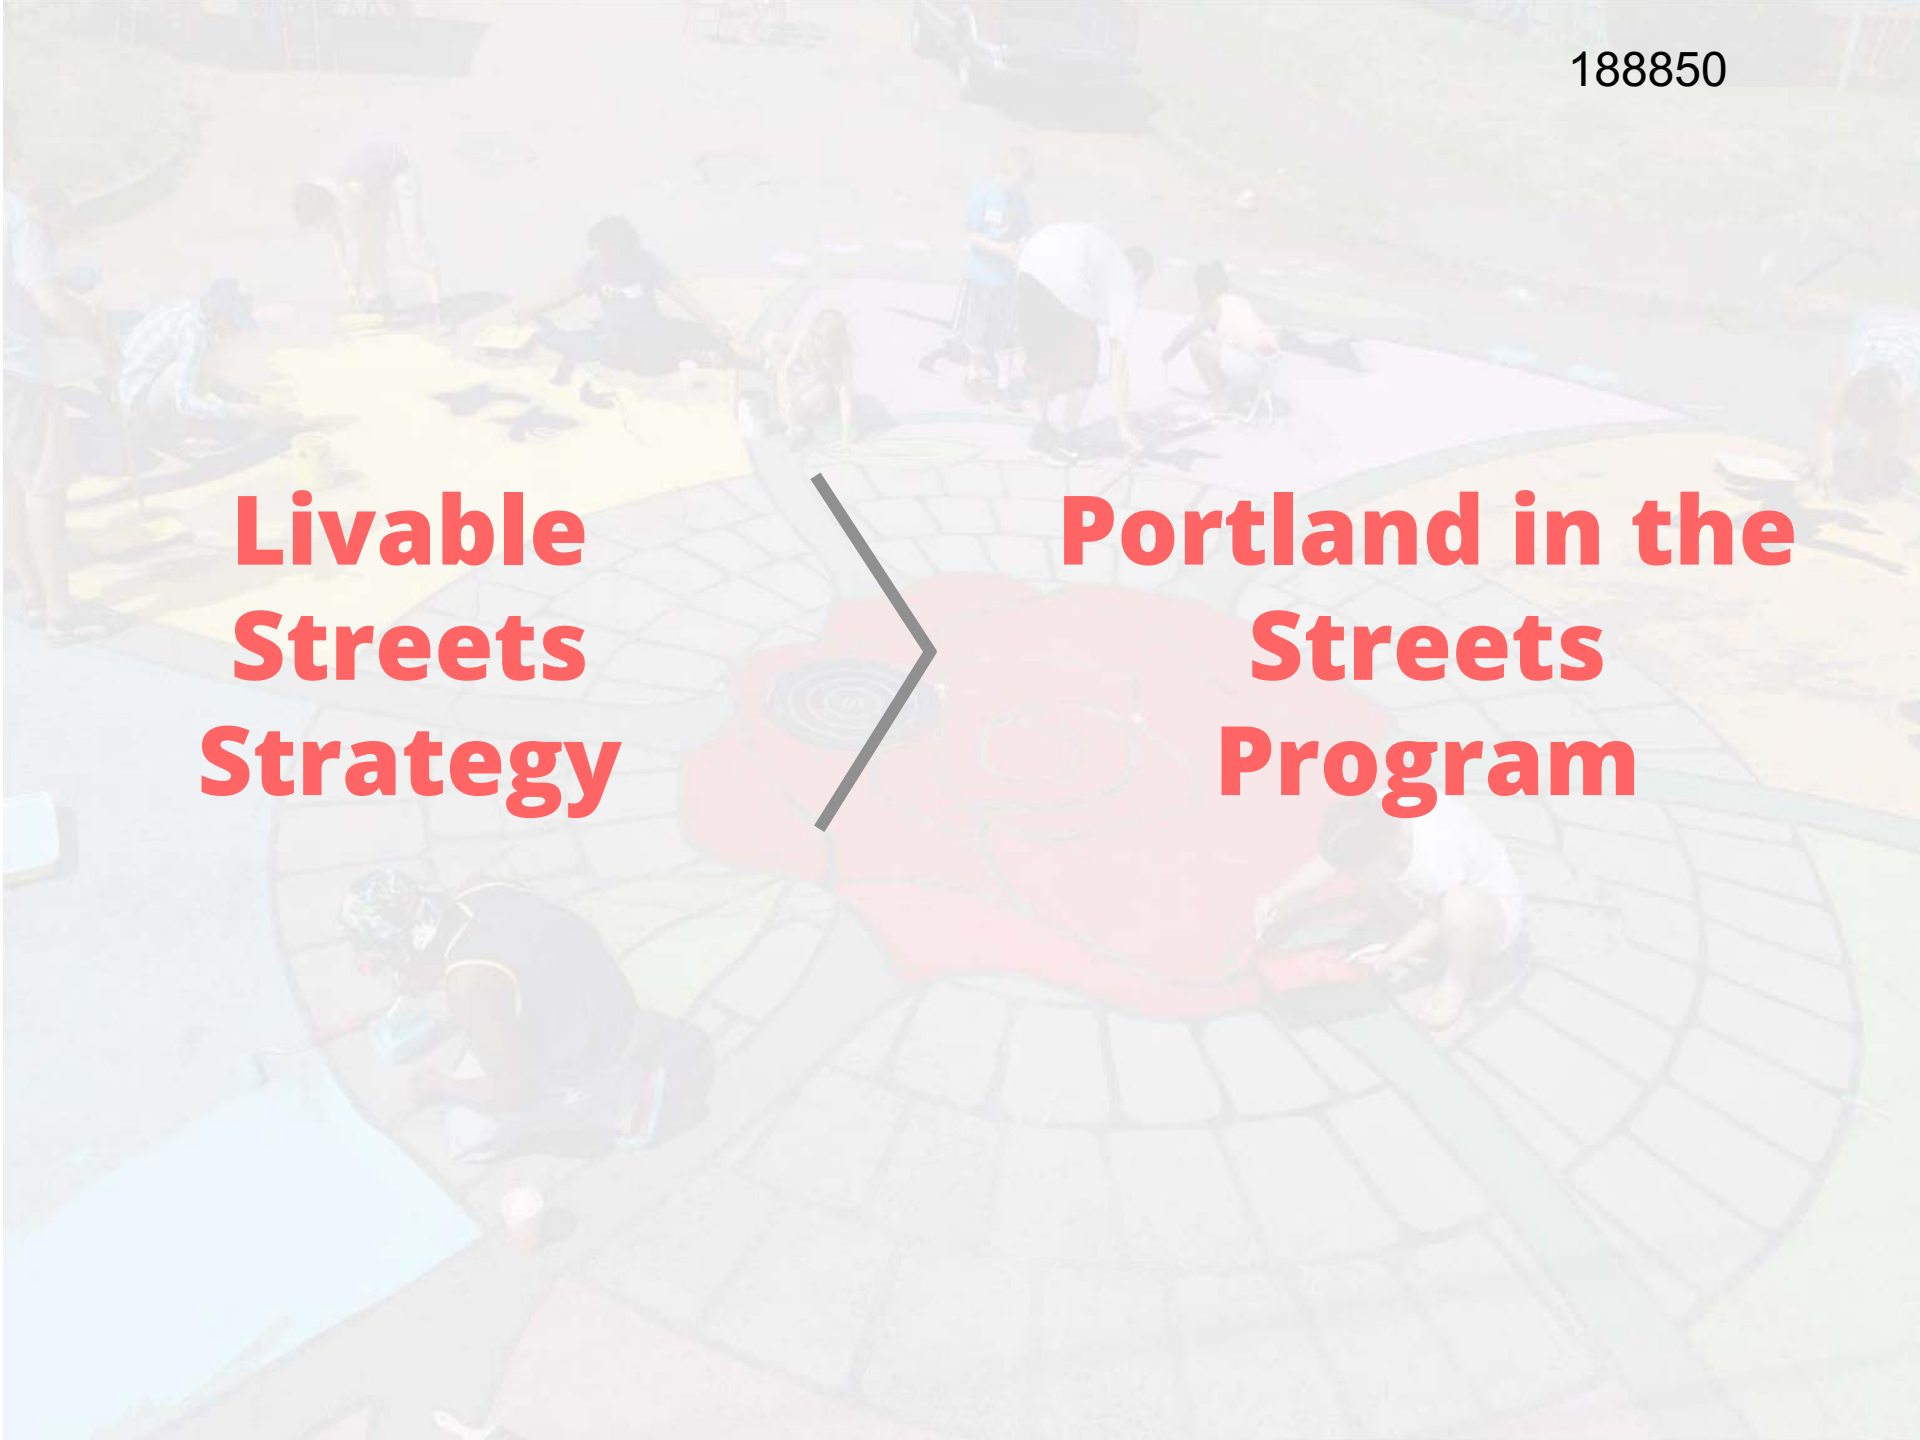 188850
Livable
Streets
Strategy
Portland in the
Streets
Program